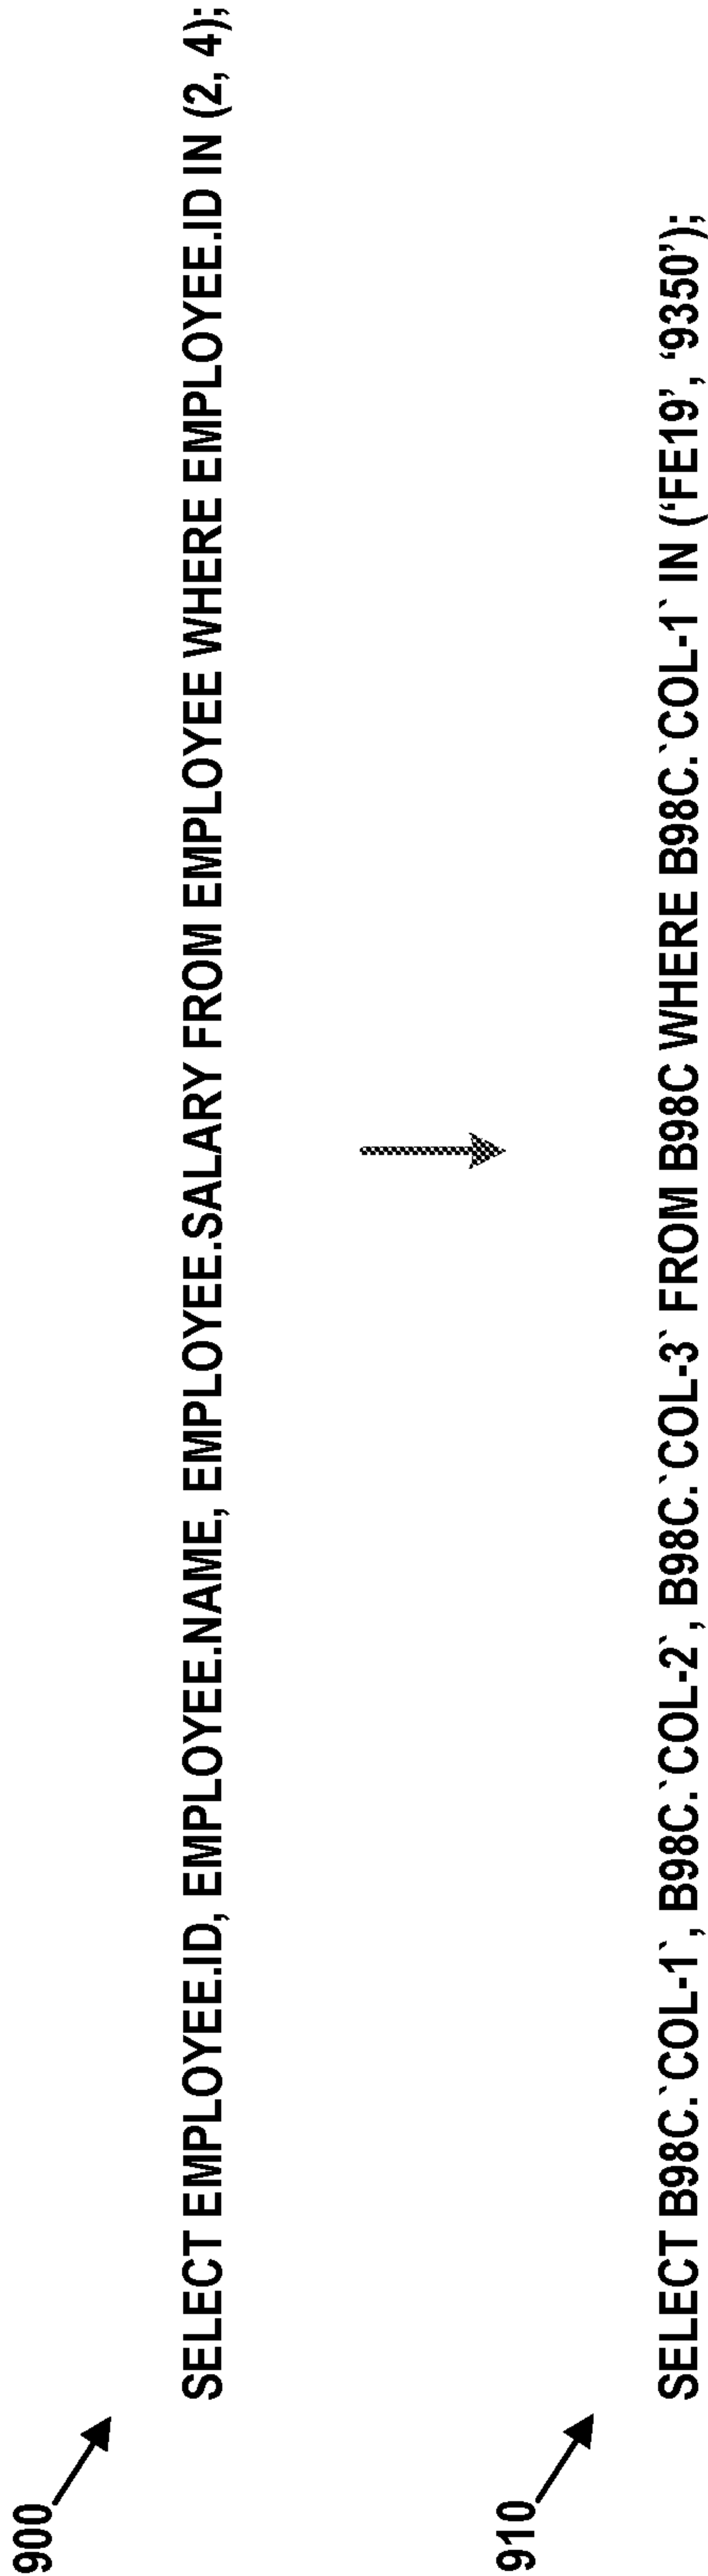 900
SELECT EMPLOYEE.ID, EMPLOYEE.NAME, EMPLOYEE.SALARY FROM EMPLOYEE WHERE EMPLOYEE.ID IN (2, 4);
910
SELECT B98C.`COL-1`, B98C.`COL-2`, B98C.`COL-3` FROM B98C WHERE B98C.`COL-1` IN (‘FE19’, ‘9350’);